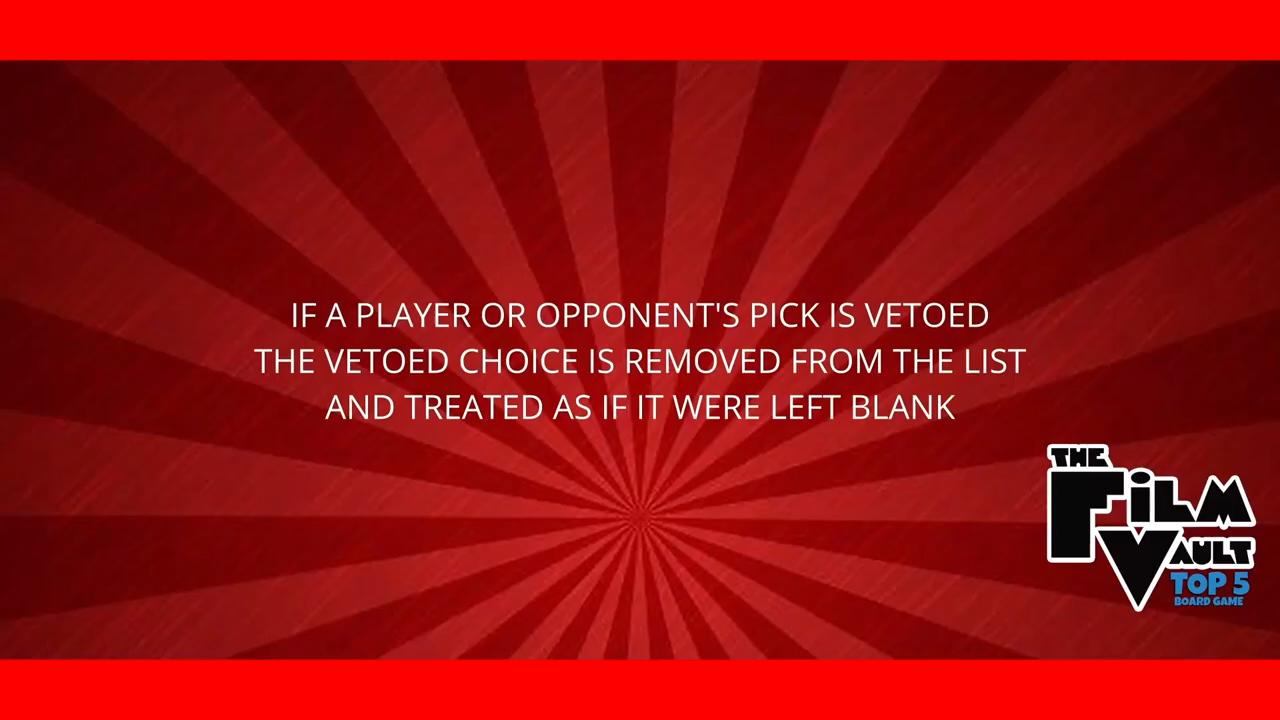 IF A PLAYER OR OPPONENT'S PICK IS VETOED
THE VETOED CHOICE IS REMOVED FROM THE LIST
AND TREATED AS IF IT WERE LEFT BLANK
THE
FILM
VAULT
TOP 5
BOARD GAME